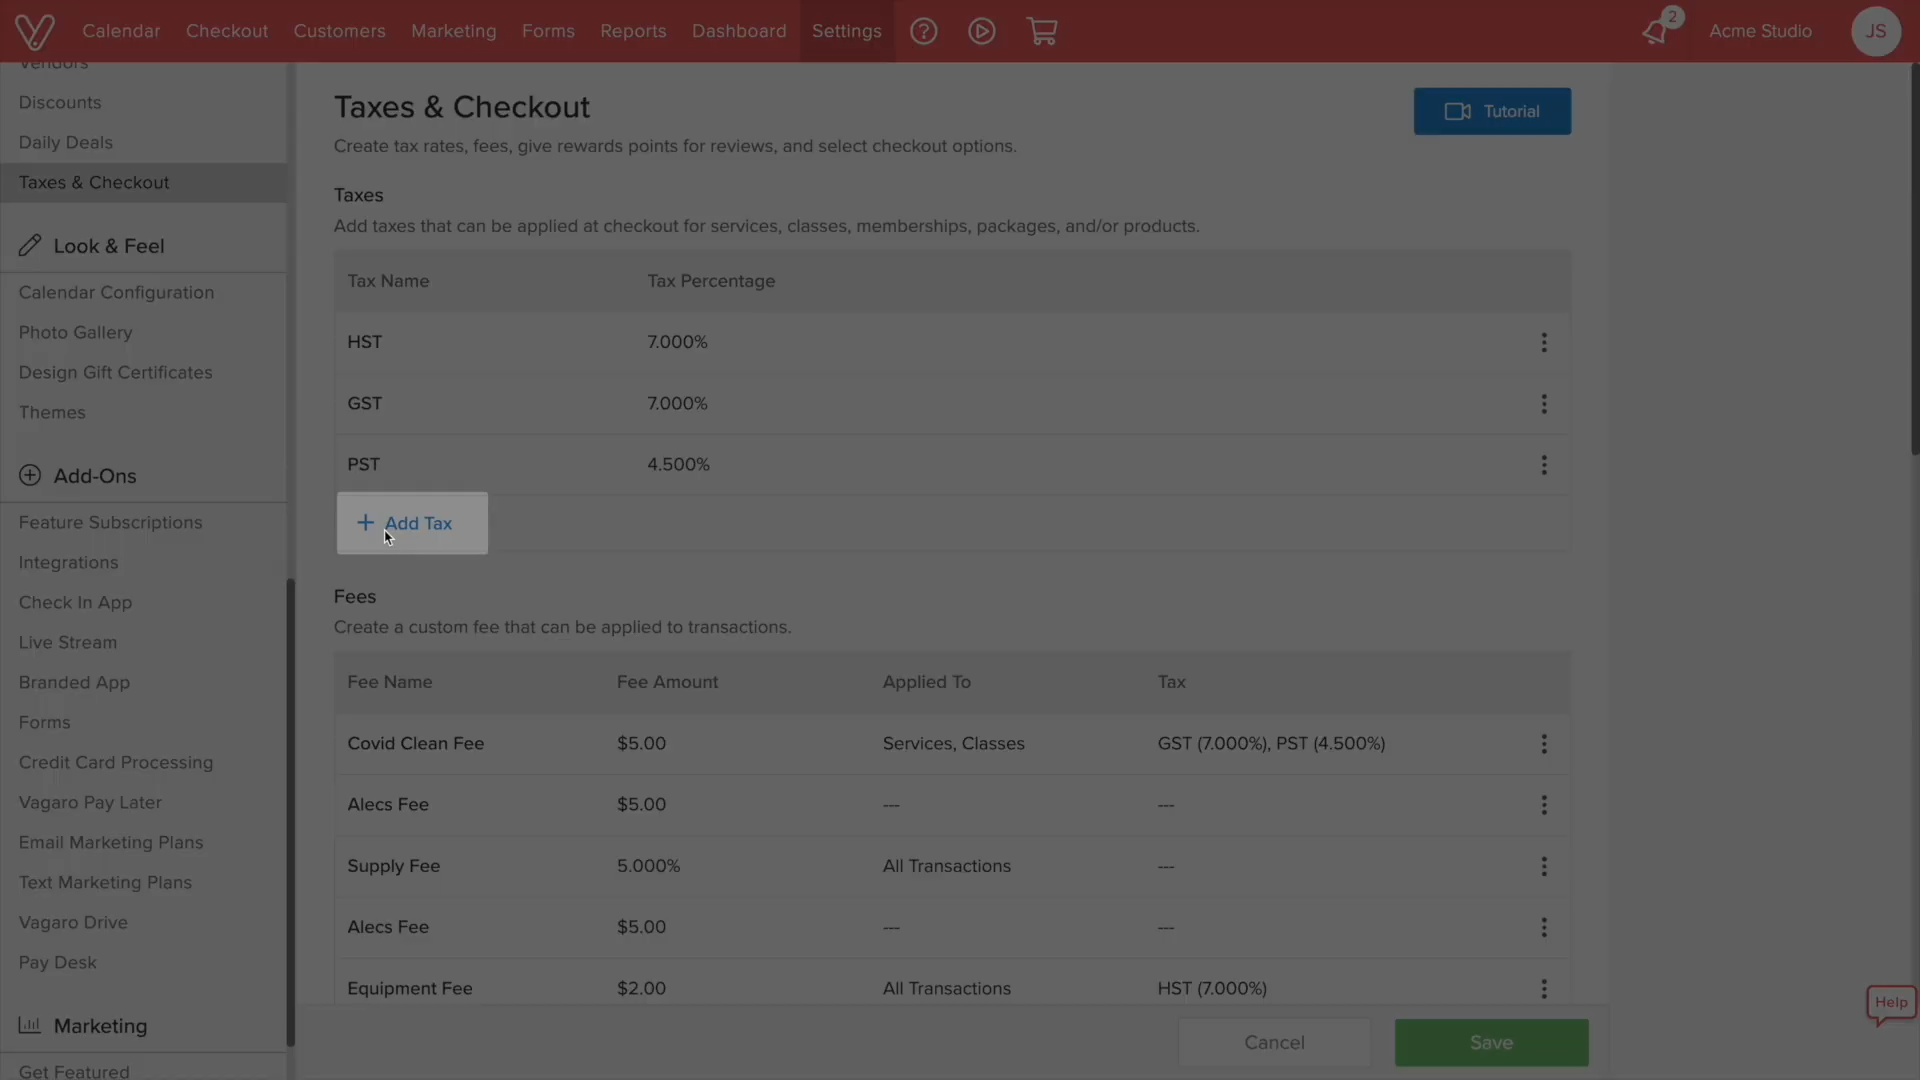 Calendar Checkout Customers Marketing Forms Reports Dashboard Settings 2 Acme Studio JS
Vendors
Discounts
Daily Deals
Taxes & Checkout
Look & Feel
Calendar Configuration
Photo Gallery
Design Gift Certificates
Themes
Add-Ons
Feature Subscriptions
Integrations
Check In App
Live Stream
Branded App
Forms
Credit Card Processing
Vagaro Pay Later
Email Marketing Plans
Text Marketing Plans
Vagaro Drive
Pay Desk
Marketing
Get Featured
Taxes & Checkout
Tutorial
Create tax rates, fees, give rewards points for reviews, and select checkout options.
Taxes
Add taxes that can be applied at checkout for services, classes, memberships, packages, and/or products.
Tax Name Tax Percentage
HST 7.000%
GST 7.000%
PST 4.500%
+ Add Tax
Fees
Create a custom fee that can be applied to transactions.
Fee Name Fee Amount Applied To Tax
Covid Clean Fee $5.00 Services, Classes GST (7.000%), PST (4.500%)
Alecs Fee $5.00 --- ---
Supply Fee 5.000% All Transactions ---
Alecs Fee $5.00 --- ---
Equipment Fee $2.00 All Transactions HST (7.000%)
Cancel Save
Help